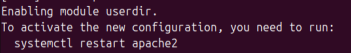 Enabling module userdir.
To activate the new configuration, you need to run:
  systemctl restart apache2